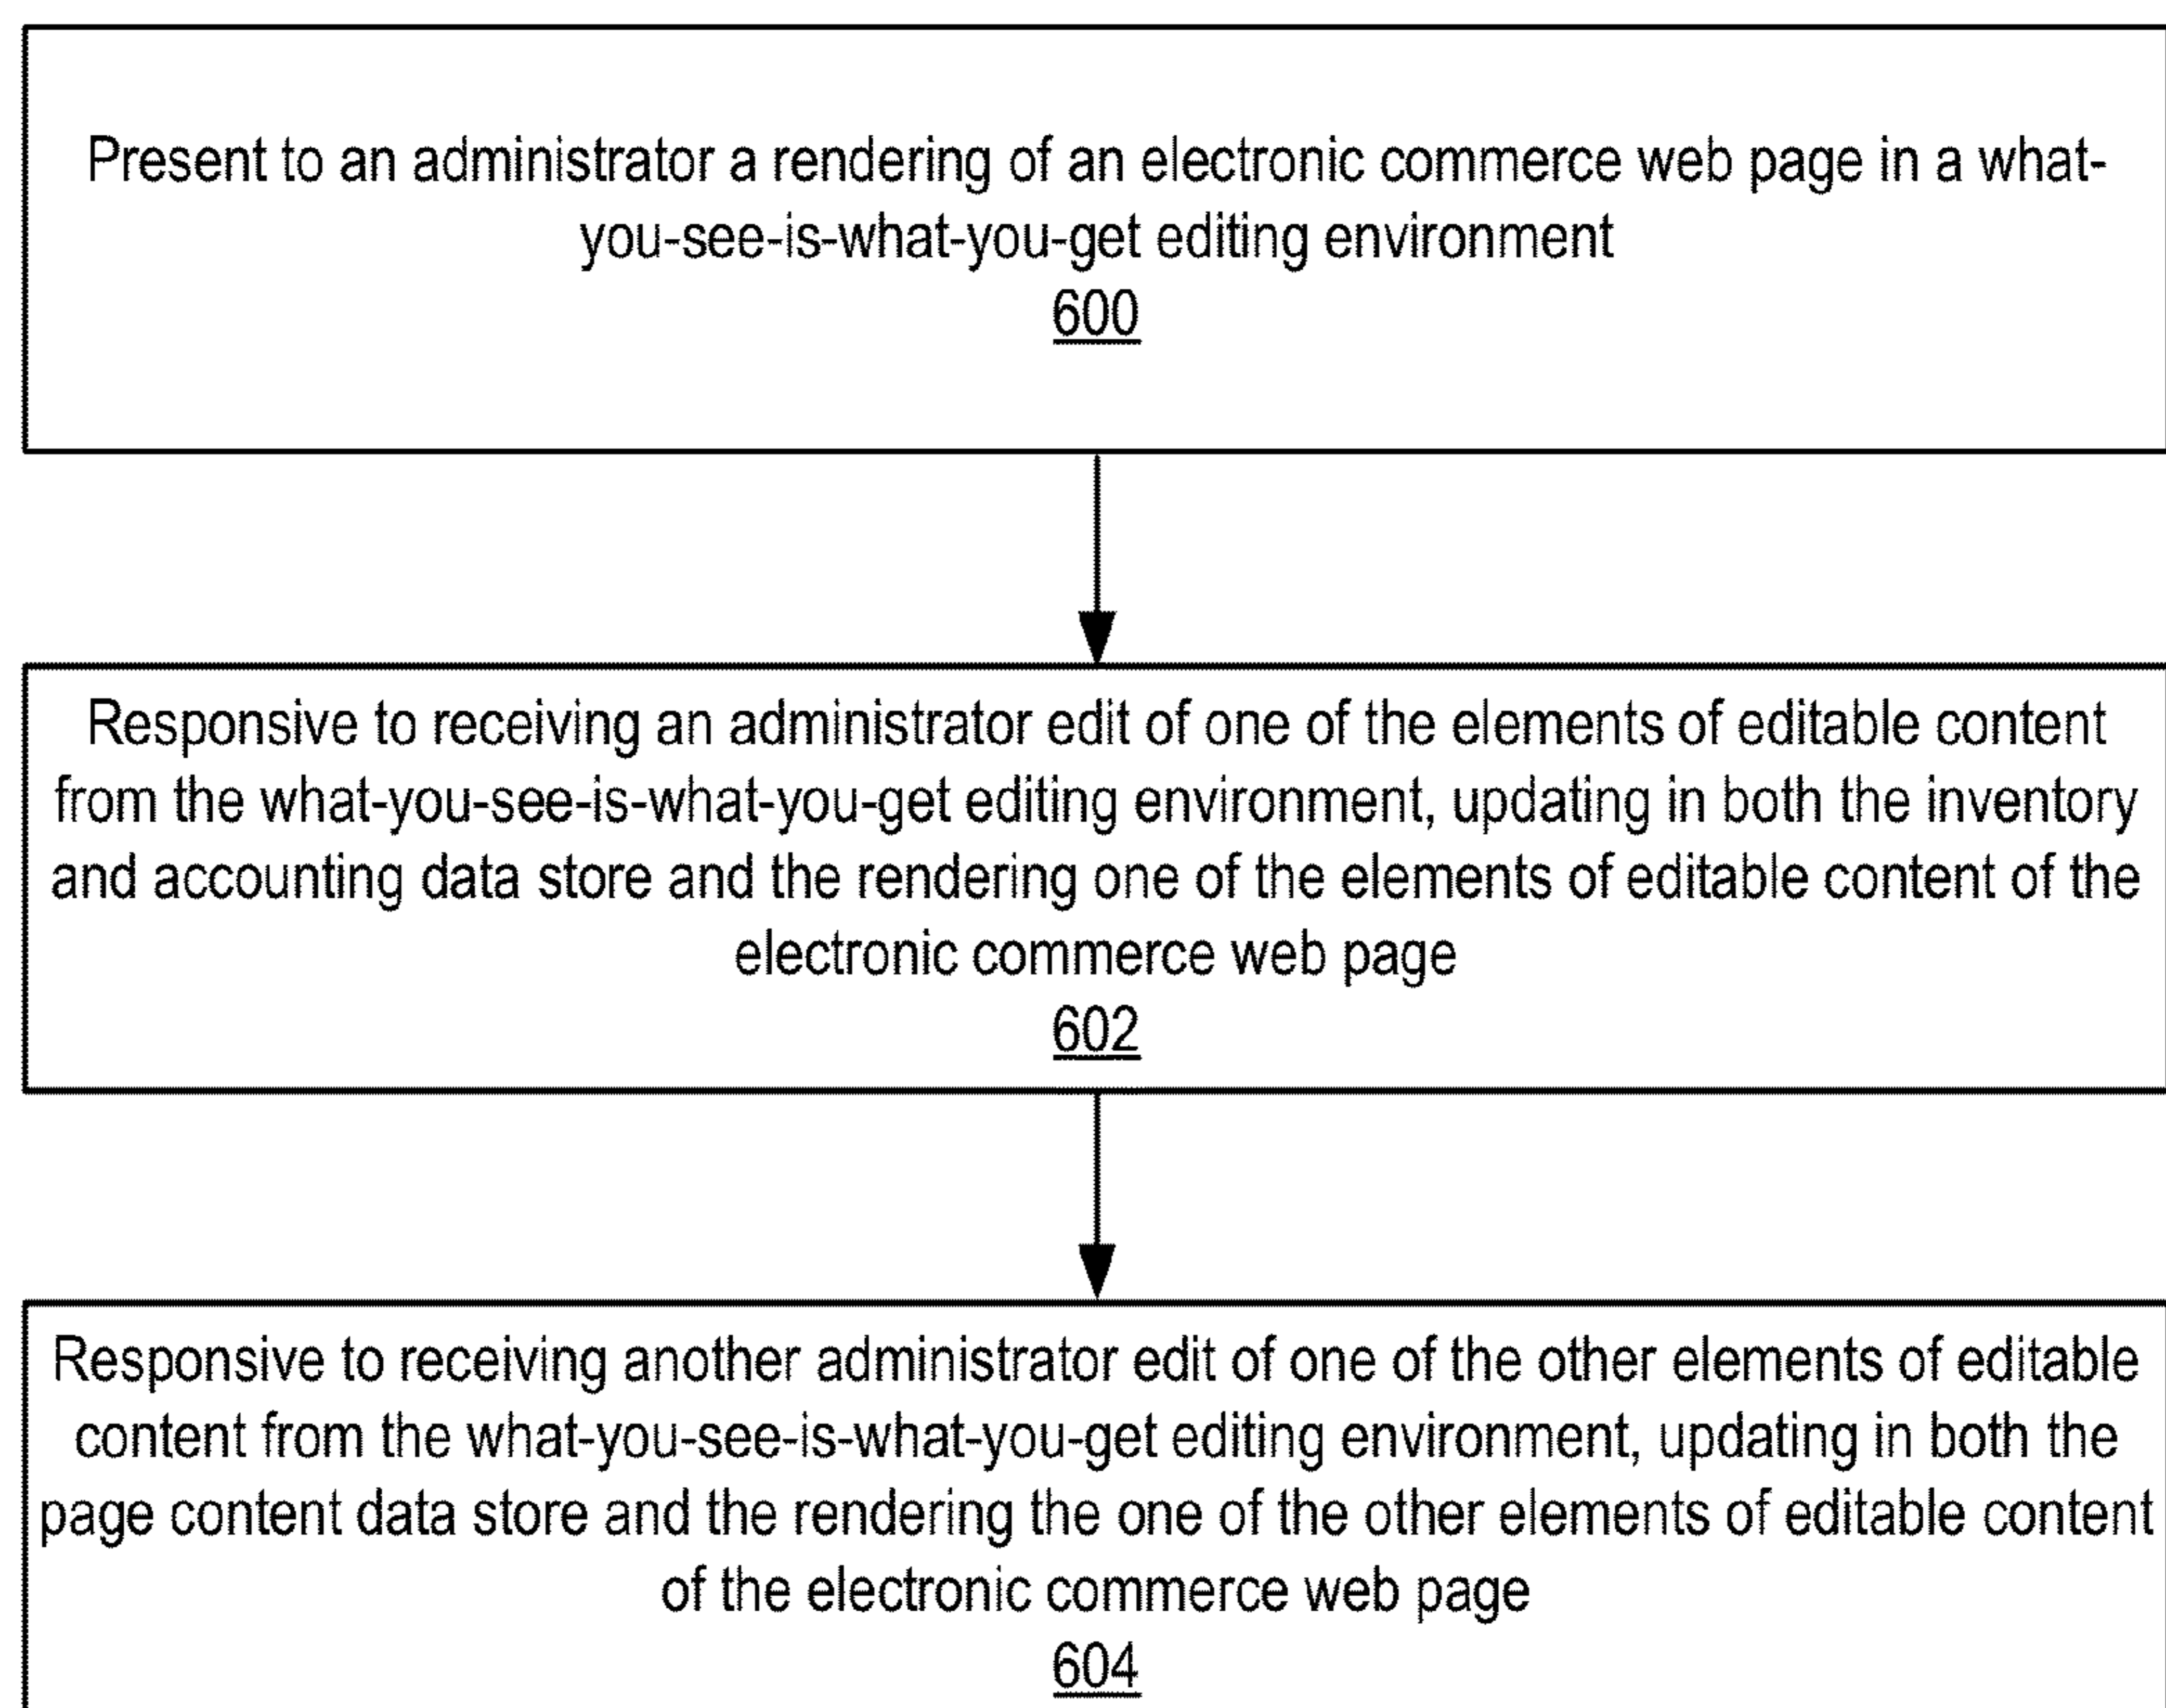 Present to an administrator a rendering of an electronic commerce web page in a what-
you-see-is-what-you-get editing environment
600
Responsive to receiving an administrator edit of one of the elements of editable content
from the what-you-see-is-what-you-get editing environment, updating in both the inventory
and accounting data store and the rendering one of the elements of editable content of the
electronic commerce web page
602
Responsive to receiving another administrator edit of one of the other elements of editable
content from the what-you-see-is-what-you-get editing environment, updating in both the
page content data store and the rendering the one of the other elements of editable content
of the electronic commerce web page
604